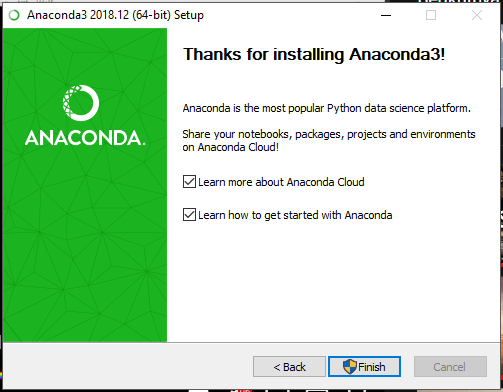 Anaconda3 2018.12 (64-bit) Setup
ANACONDA.
Thanks for installing Anaconda3!
Anaconda is the most popular Python data science platform.
Share your notebooks, packages, projects and environments
on Anaconda Cloud!
Learn more about Anaconda Cloud
Learn how to get started with Anaconda
< Back
Finish
Cancel